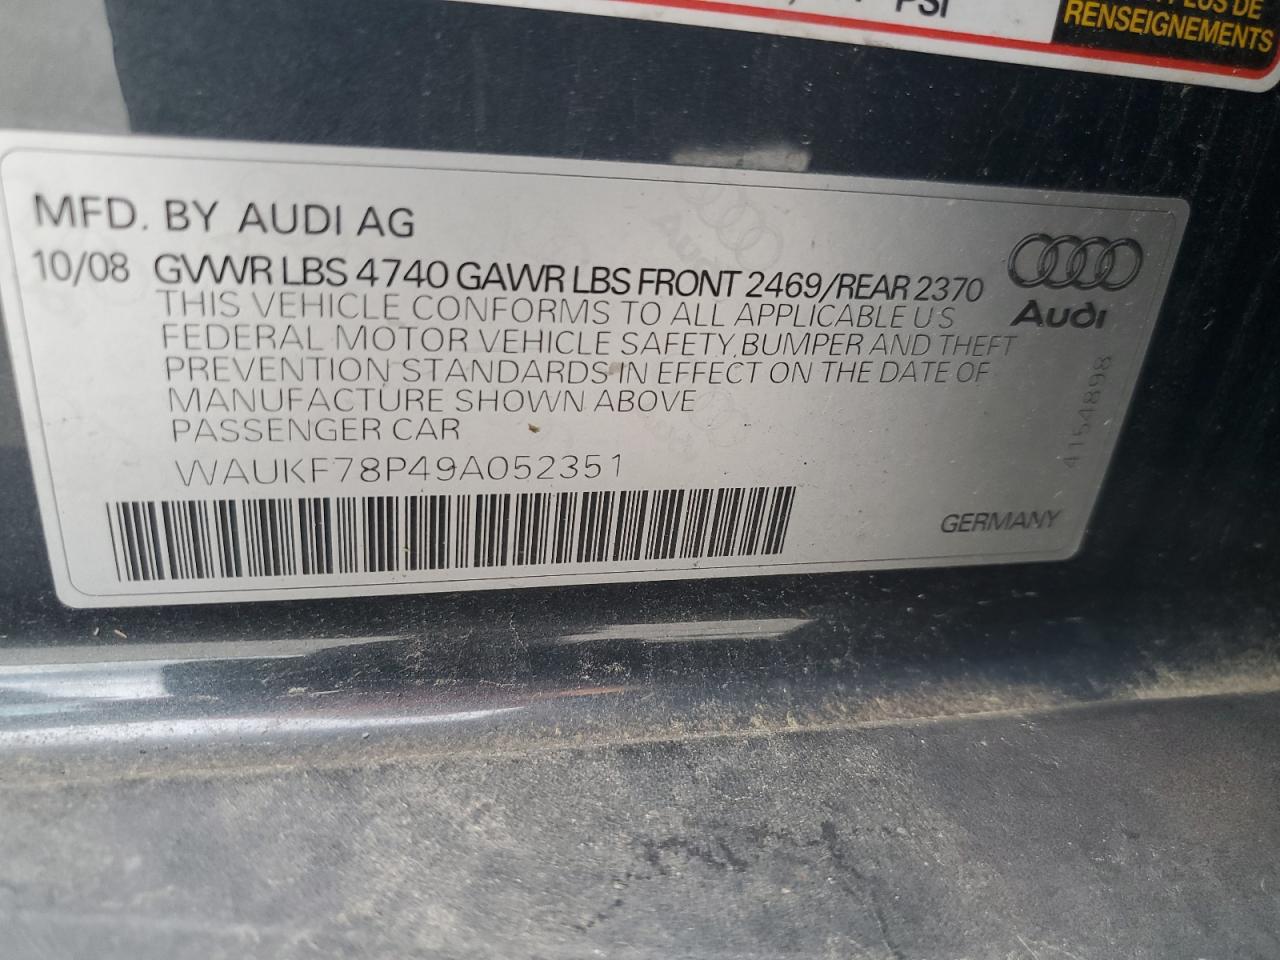 PSI
PLUS DE
RENSEIGNEMENTS
MFD. BY AUDI AG
10/08 GVWR LBS 4740 GAWR LBS FRONT 2469/REAR 2370
THIS VEHICLE CONFORMS TO ALL APPLICABLE U S
FEDERAL MOTOR VEHICLE SAFETY, BUMPER AND THEFT
PREVENTION STANDARDS IN EFFECT ON THE DATE OF
MANUFACTURE SHOWN ABOVE
PASSENGER CAR
WAUKF78P49A052351
Audi
4154898
GERMANY